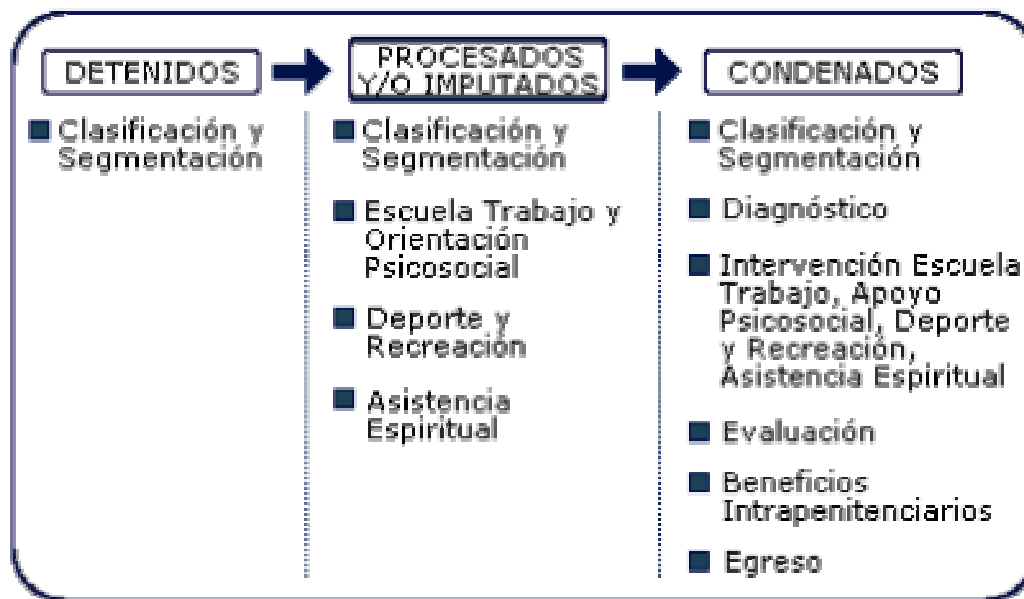 DETENIDOS
PROCESADOS
Y/O IMPUTADOS
CONDENADOS
Clasificación y
Segmentación
Clasificación y
Segmentación
Escuela Trabajo y
Orientación
Psicosocial
Deporte y
Recreación
Asistencia
Espiritual
Clasificación y
Segmentación
Diagnóstico
Intervención Escuela
Trabajo, Apoyo
Psicosocial, Deporte
y Recreación,
Asistencia Espiritual
Evaluación
Beneficios
Intrapenitenciarios
Egreso